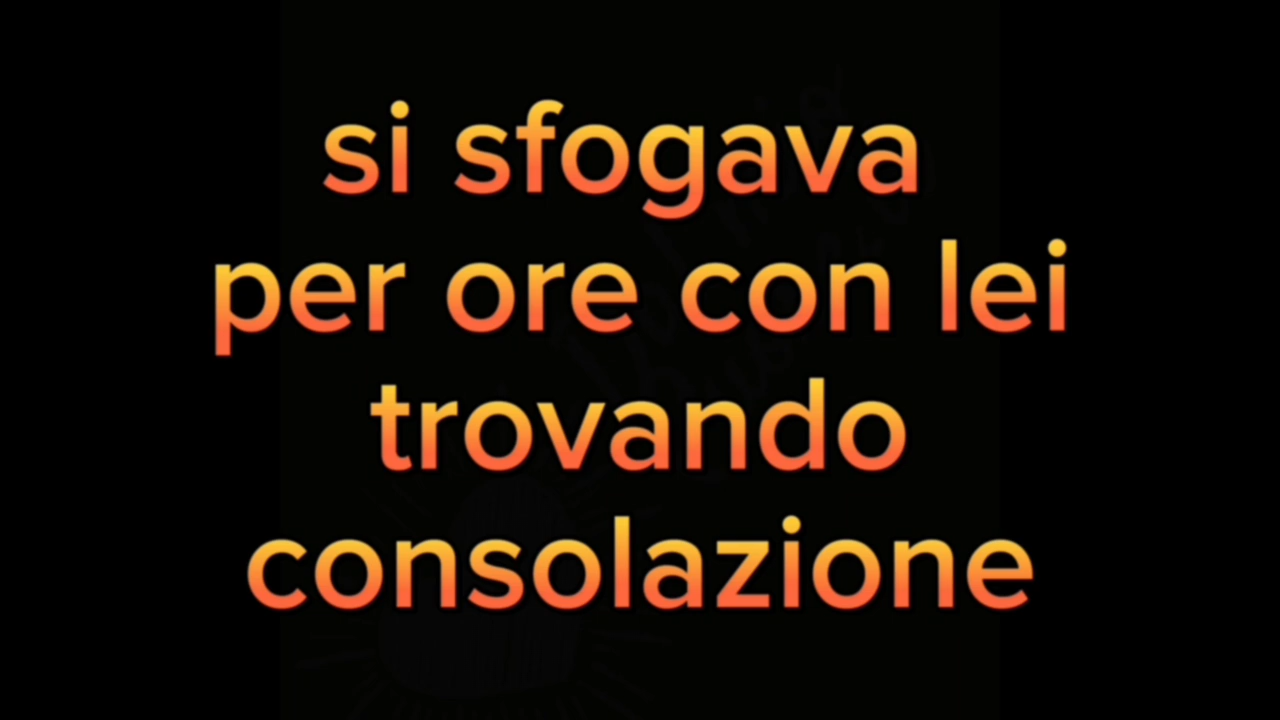 si sfogava
per ore con lei
trovando
consolazione